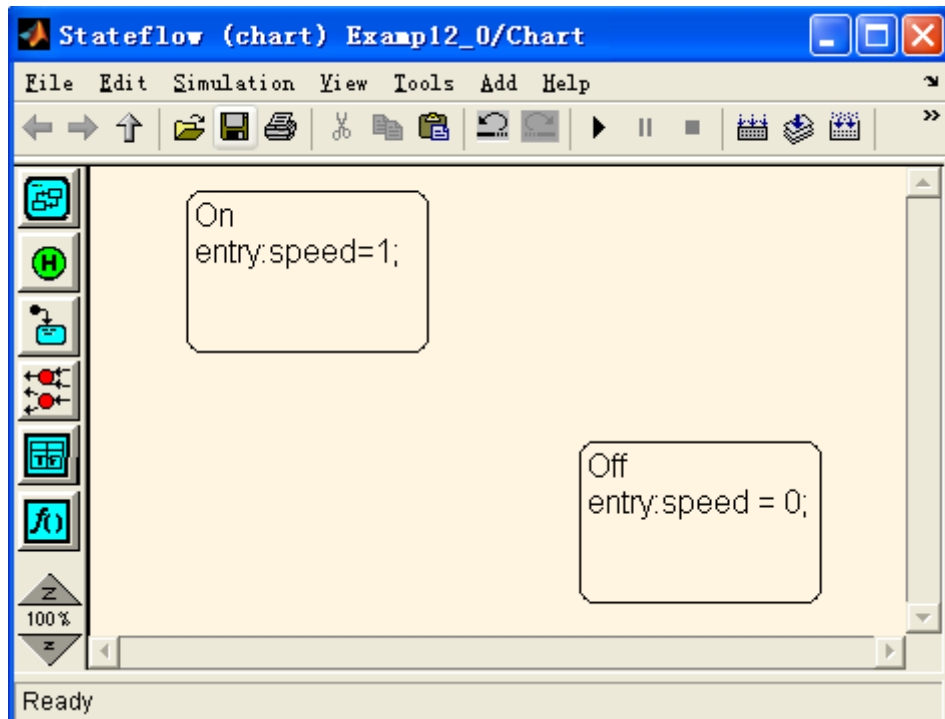 Stateflow (chart) Examp12_0/Chart
File Edit Simulation View Tools Add Help
On
entry:speed=1;
Off
entry:speed = 0;
H
f()
Z
100%
z
Ready